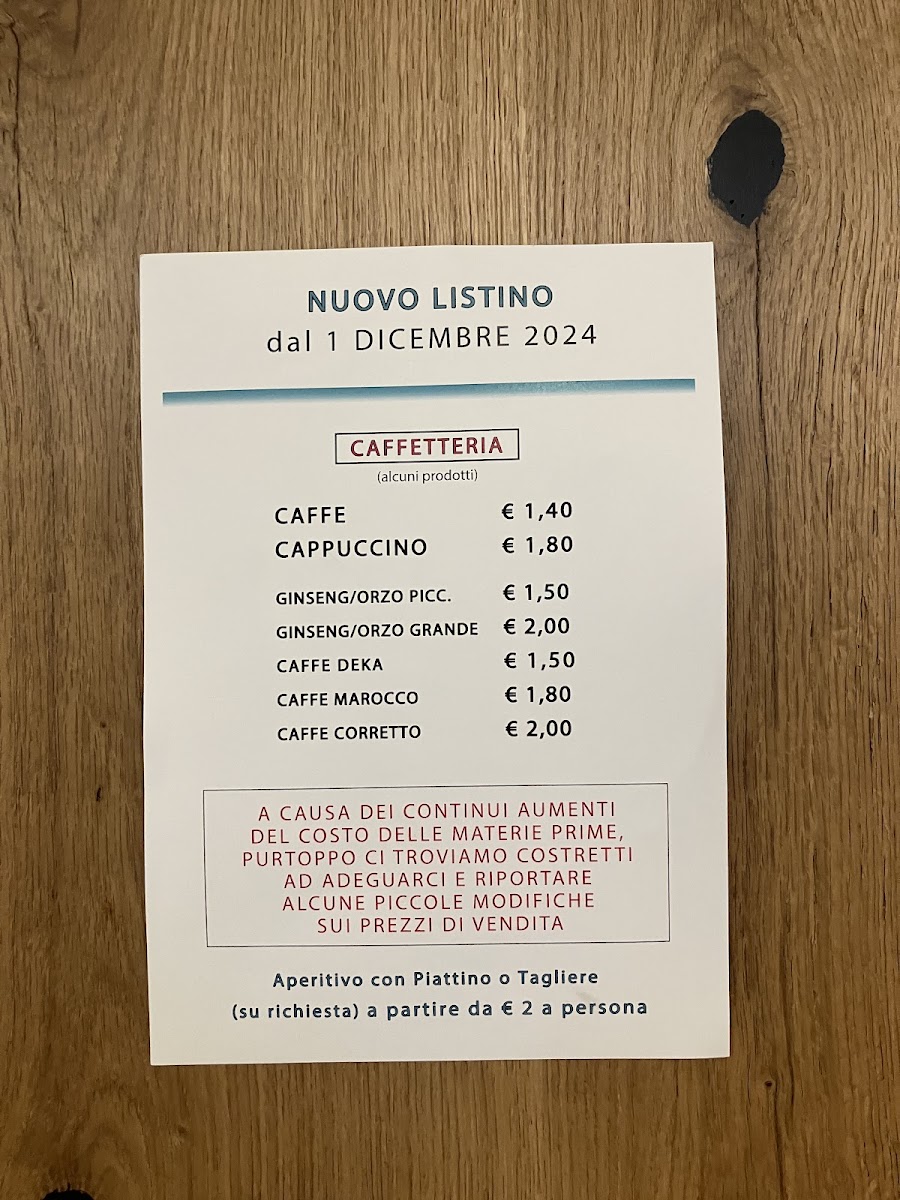 NUOVO LISTINO
dal 1 DICEMBRE 2024
CAFFETTERIA
(alcuni prodotti)
CAFFE € 1,40
CAPPUCCINO € 1,80
GINSENG/ORZO PICC. € 1,50
GINSENG/ORZO GRANDE € 2,00
CAFFE DEKA € 1,50
CAFFE MAROCCO € 1,80
CAFFE CORRETTO € 2,00
A CAUSA DEI CONTINUI AUMENTI
DEL COSTO DELLE MATERIE PRIME,
PURTOPPO CI TROVIAMO COSTRETTI
AD ADEGUARCI E RIPORTARE
ALCUNE PICCOLE MODIFICHE
SUI PREZZI DI VENDITA
Aperitivo con Piattino o Tagliere
(su richiesta) a partire da € 2 a persona